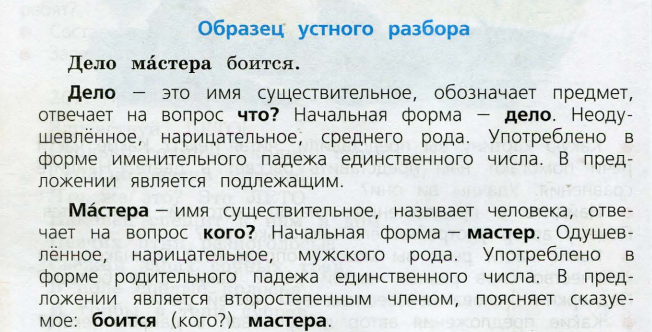 Образец устного разбора
Дело ма́стера боится.
Дело – это имя существительное, обозначает предмет,
отвечает на вопрос что? Начальная форма – дело. Неоду-
шевлённое, нарицательное, среднего рода. Употреблено в
форме именительного падежа единственного числа. В пред-
ложении является подлежащим.
Ма́стера – имя существительное, называет человека, отве-
чает на вопрос кого? Начальная форма – мастер. Одушев-
лённое, нарицательное, мужского рода. Употреблено в
форме родительного падежа единственного числа. В пред-
ложении является второстепенным членом, поясняет сказуе-
мое: боится (кого?) мастера.